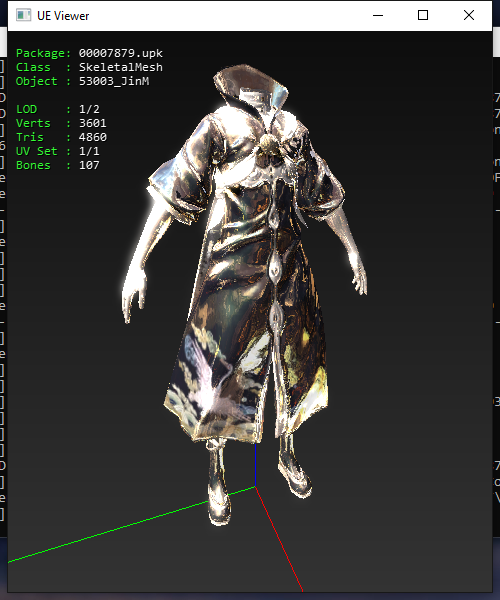 UE Viewer
Package: 00007879.upk
Class : SkeletalMesh
Object : 53003_JinM
LOD : 1/2
Verts : 3601
Tris : 4860
UV Set : 1/1
Bones : 107